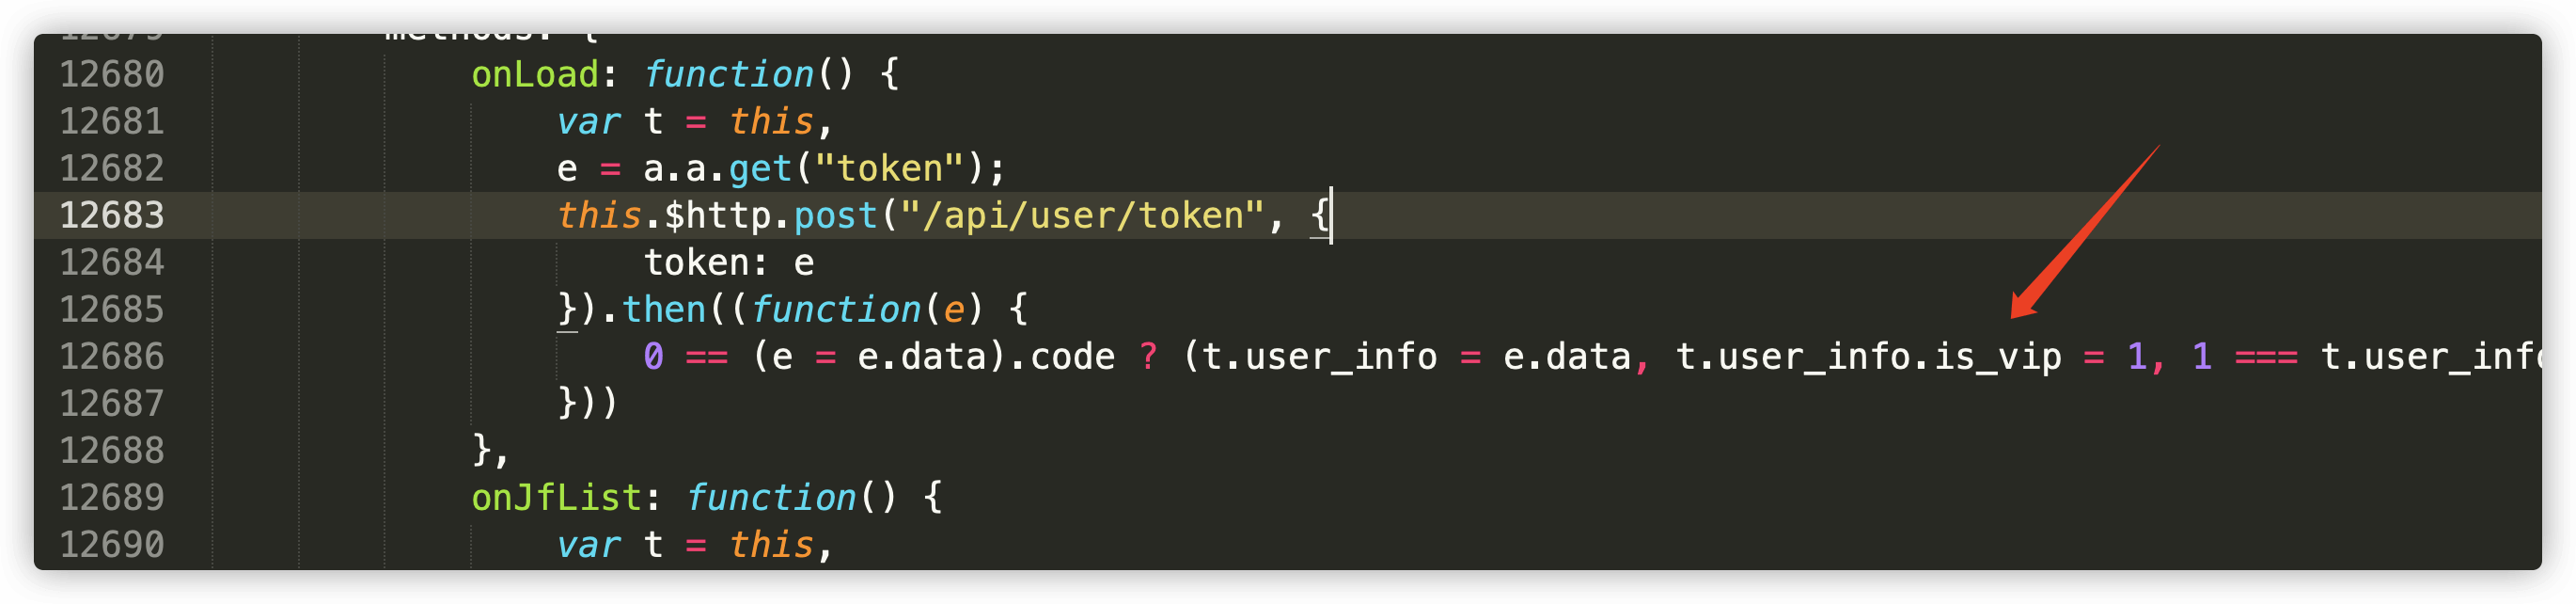 12679 methods: {
12680 onLoad: function() {
12681 var t = this,
12682 e = a.a.get("token");
12683 this.$http.post("/api/user/token", {
12684 token: e
12685 }).then((function(e) {
12686 0 == (e = e.data).code ? (t.user_info = e.data, t.user_info.is_vip = 1, 1 === t.user_info
12687 }))
12688 },
12689 onJfList: function() {
12690 var t = this,